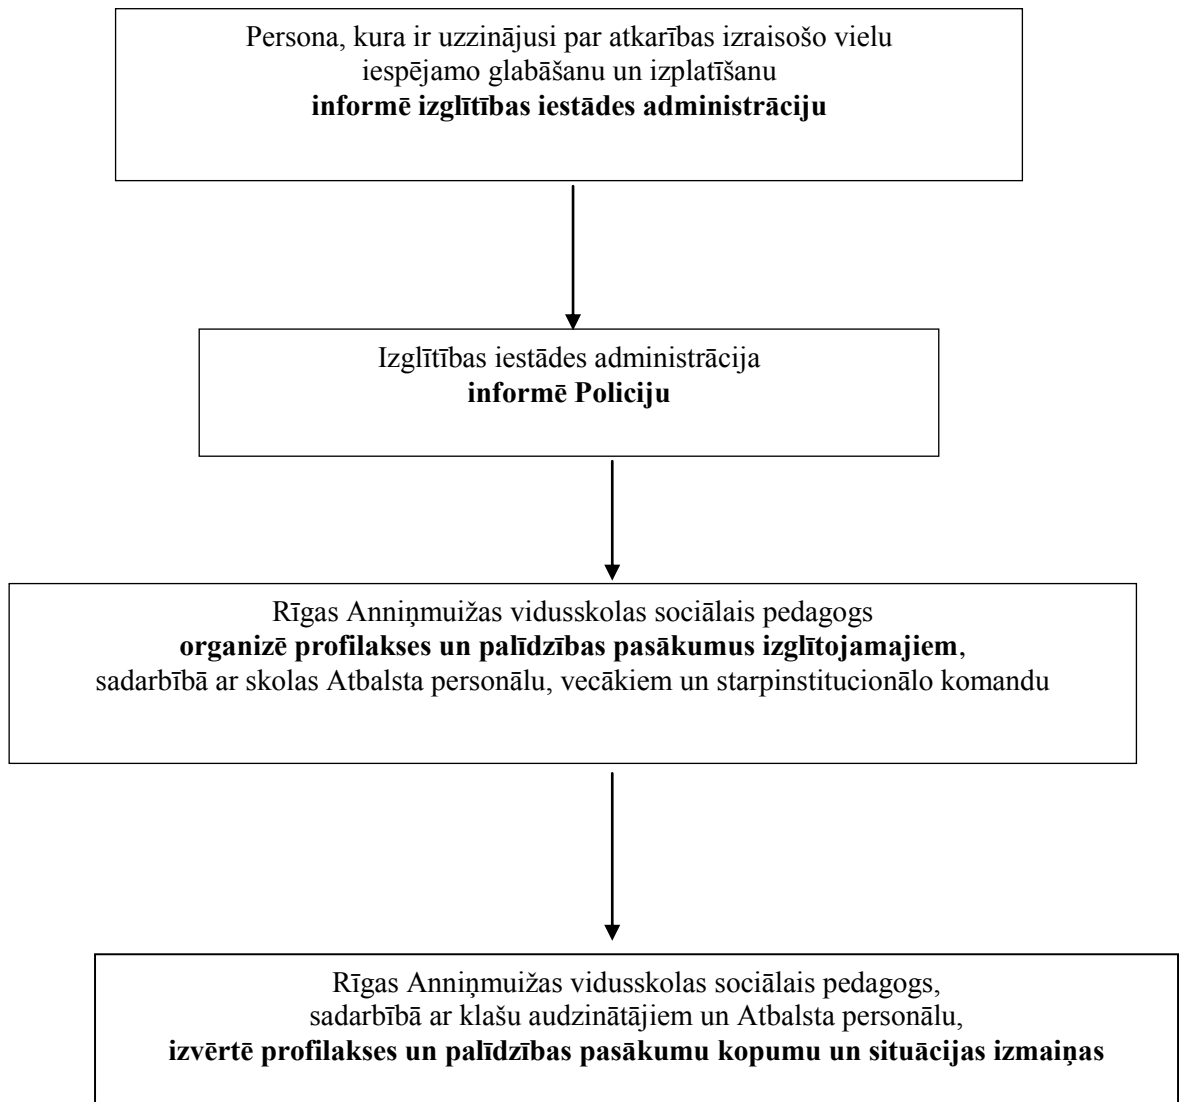 Persona, kura ir uzzinājusi par atkarības izraisošo vielu
iespējamo glabāšanu un izplatīšanu
informē izglītības iestādes administrāciju
Izglītības iestādes administrācija
informē Policiju
Rīgas Anniņmuižas vidusskolas sociālais pedagogs
organizē profilakses un palīdzības pasākumus izglītojamajiem,
sadarbībā ar skolas Atbalsta personālu, vecākiem un starpinstitucionālo komandu
Rīgas Anniņmuižas vidusskolas sociālais pedagogs,
sadarbībā ar klašu audzinātājiem un Atbalsta personālu,
izvērtē profilakses un palīdzības pasākumu kopumu un situācijas izmaiņas